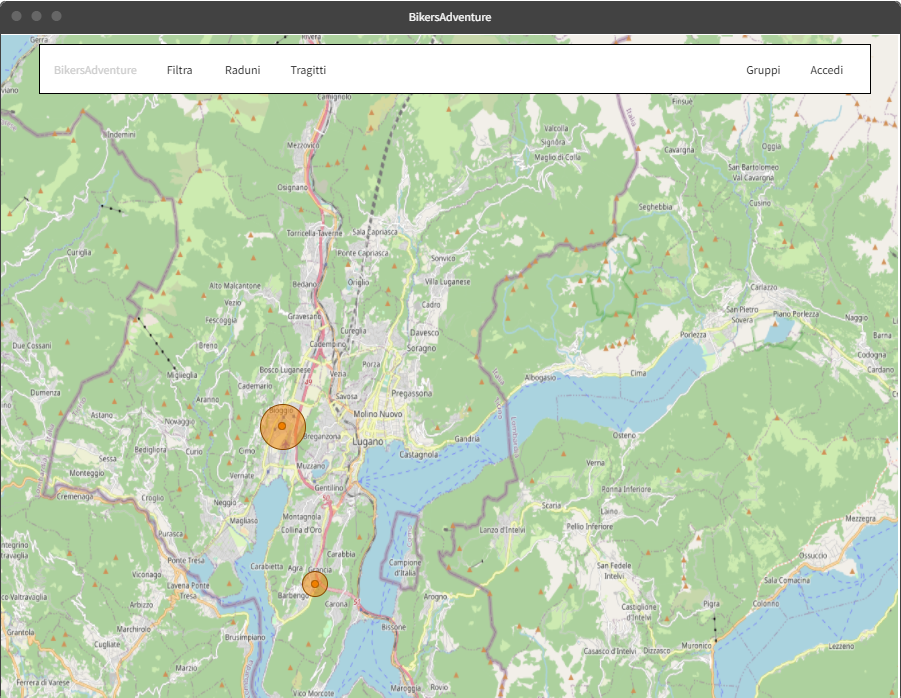 BikersAdventure
Gerra
Rivera
BikersAdventure Filtra Raduni Tragitti Gruppi Accedi
Camignolo
Finsuè
Italia
Indemini
Mezzovico
Valcolla
Signôra
Maglio di Colla
Cavargna
Oggia
San Bartolomeo
Val Cavargna
Osignano
Cusino
Seghebbia
Torricella-Taverne
Sala Capriasca
Curiglia
Ponte Capriasca
Sonvico
Alto Malcantone
Bedano
Origlio
Villa Luganese
Carlazzo
Vezio
Cadro
San Pietro
Sovera
Piano Porlezza
Fescoggia
Gravesano
Naggio
Cureglia
Davesco
Soragno
Porlezza
Barna
Due Cossani
Breno
Cadempino
Codogna
Miglieglia
Bosco Luganese
Vezia
Porza
Cardano
Albogasio
Cima
Cademario
Dumenza
Aranno
Savosa
Pregassona
Bioggio
Astano
Novaggio
Molino Nuovo
Breganzona
Lugano
Gandria
Osteno
Bedigliora
Curio
Cimo
Castagnola
Sessa
Muzzano
Verna
Monteggio
Vernate
Gentilino
Ponna Inferiore
Cremenaga
Croglio
Neggio
Scaria
Laino
Magliaso
Montagnola
Collina d'Oro
Lanzo d'Intelvi
Pellio Inferiore
Mezzegra
Purasca
Carabbia
Ossuccio
Ponte Tresa
Campione
d'Italia
San Fedele
Intelvi
Carabietta
Agra
Grancia
Viconago
Sala Comacina
Lavena Ponte
Tresa
Barbengo
Carona
Arogno
Arbizzo
Castiglione
d'Intelvi
Pigra
Colonno
Marchirolo
Bissone
Grantola
Brusimpiano
Cugliate
Casasco d'Intelvi
Dizzasco
Muronico
Lezzeno
Marzio
Ferrera di Varese
Vico Morcote
Maroggia
Rovio